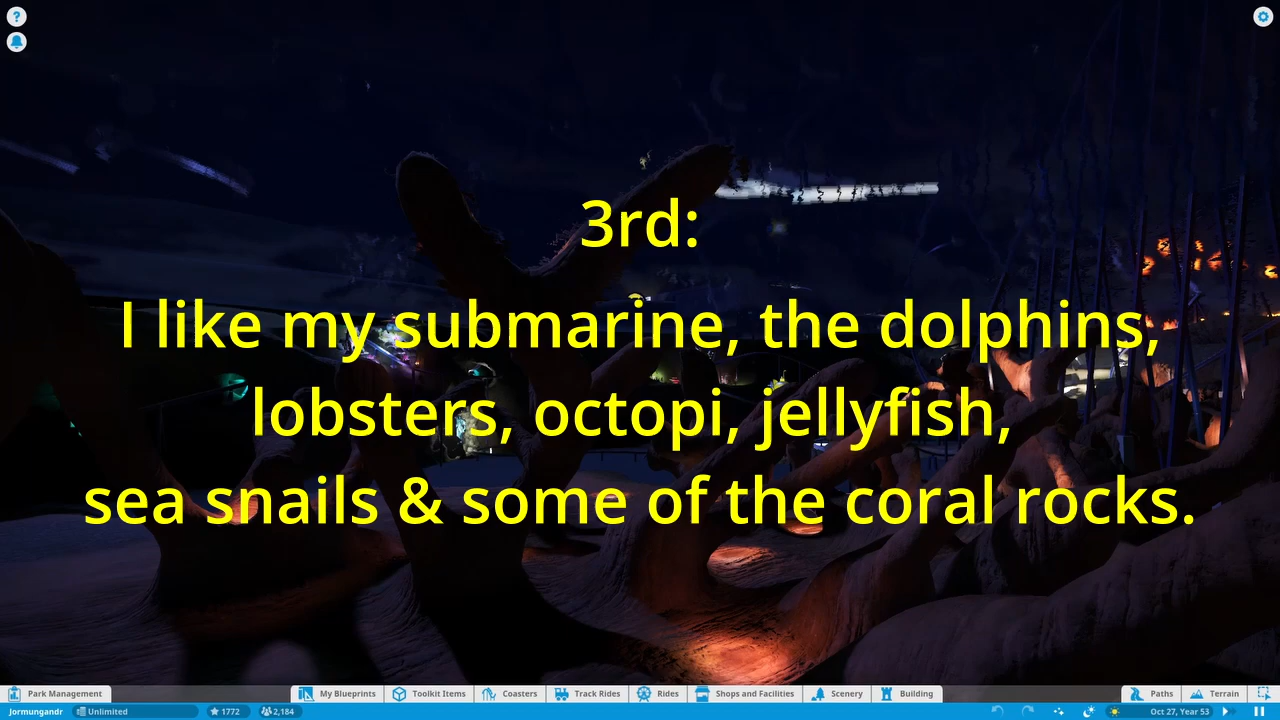 3rd:
I like my submarine, the dolphins,
lobsters, octopi, jellyfish,
sea snails & some of the coral rocks.
Park Management
My Blueprints
Toolkit Items
Coasters
Track Rides
Rides
Shops and Facilities
Scenery
Building
Paths
Terrain
Jormungandr
Unlimited
1772
2,184
Oct 27, Year 53